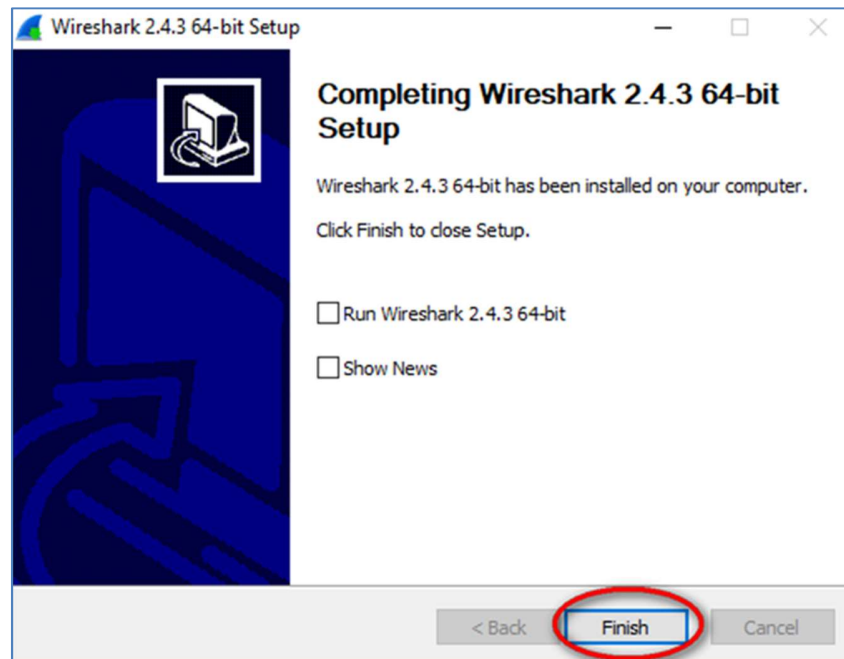 Wireshark 2.4.3 64-bit Setup
Completing Wireshark 2.4.3 64-bit
Setup
Wireshark 2.4.3 64-bit has been installed on your computer.
Click Finish to close Setup.
Run Wireshark 2.4.3 64-bit
Show News
< Back Finish Cancel